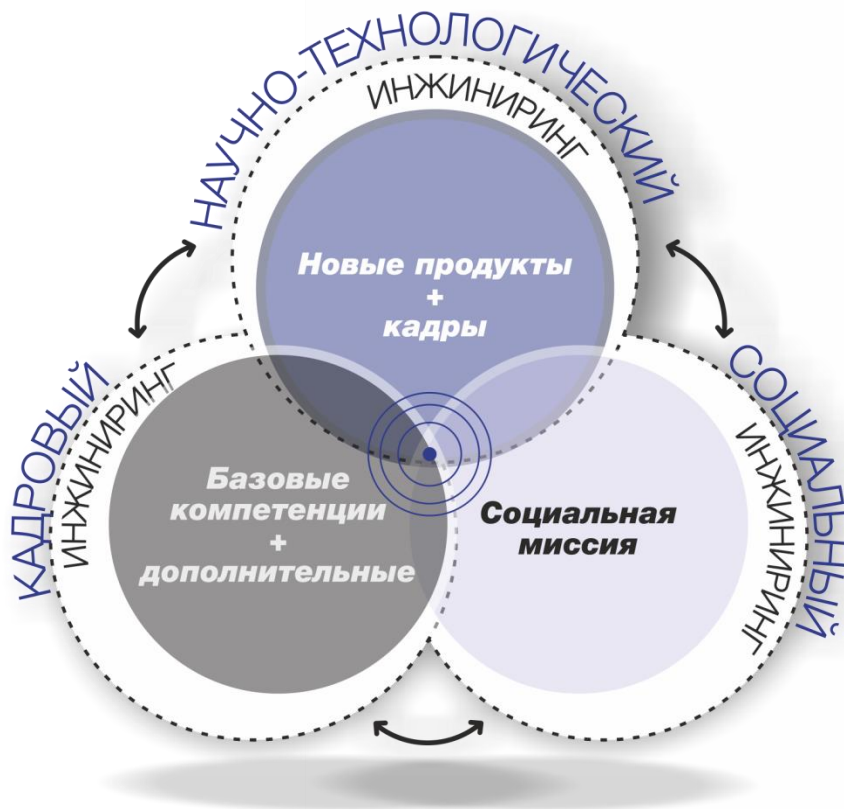 НАУЧНО-ТЕХНОЛОГИЧЕСКИЙ
ИНЖИНИРИНГ
Новые продукты
+
кадры
КАДРОВЫЙ
ИНЖИНИРИНГ
Базовые
компетенции
+
дополнительные
СОЦИАЛЬНЫЙ
ИНЖИНИРИНГ
Социальная
миссия